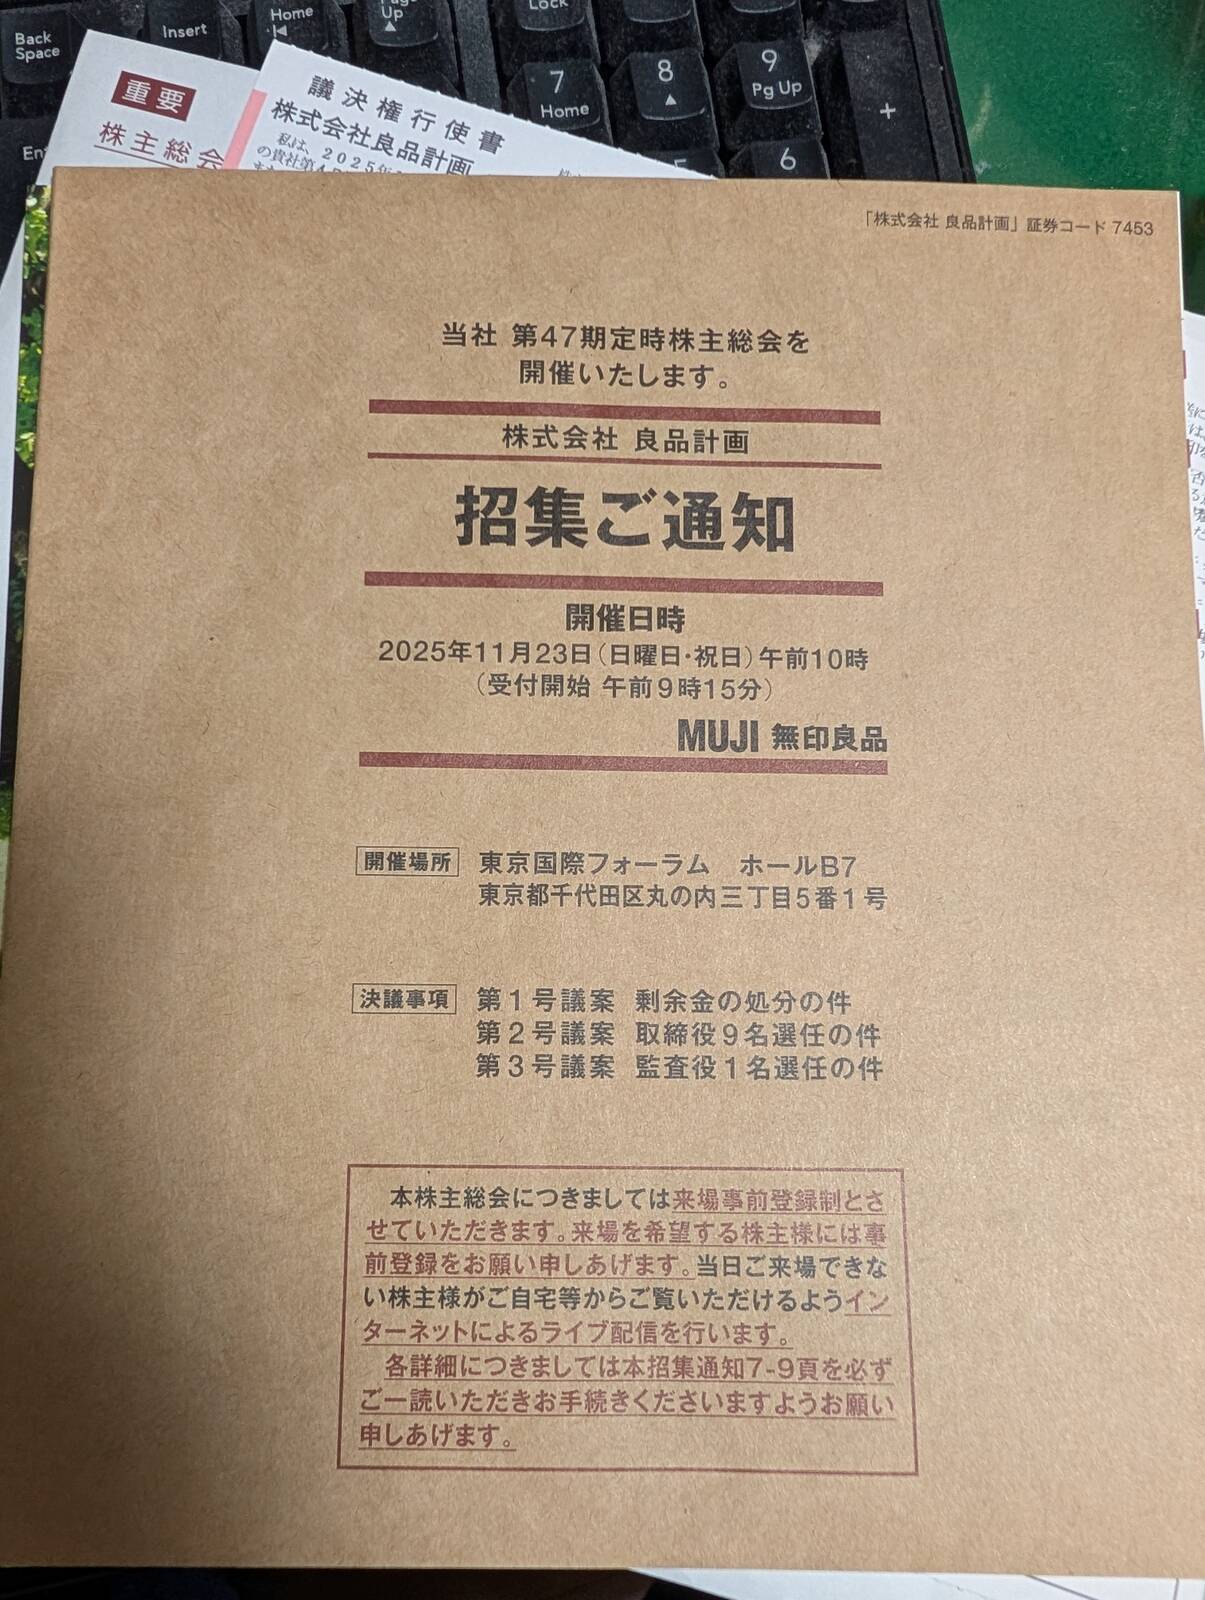 Back
Space
Insert
Home
Up
Lock
7
Home
8
9
Pg Up
+
6
重要
株主総会
議決権行使書
株式会社良品計画
私は、2025年
の貴社第
「株式会社 良品計画」証券コード 7453
当社 第47期定時株主総会を
開催いたします。
株式会社 良品計画
招集ご通知
開催日時
2025年11月23日(日曜日・祝日)午前10時
(受付開始 午前9時15分)
MUJI 無印良品
開催場所 東京国際フォーラム ホールB7
東京都千代田区丸の内三丁目5番1号
決議事項 第1号議案 剰余金の処分の件
第2号議案 取締役9名選任の件
第3号議案 監査役1名選任の件
本株主総会につきましては来場事前登録制とさ
せていただきます。来場を希望する株主様には事
前登録をお願い申しあげます。当日ご来場できな
い株主様がご自宅等からご覧いただけるようイン
ターネットによるライブ配信を行います。
各詳細につきましては本招集通知7-9頁を必ず
ご一読いただきお手続きくださいますようお願い
申しあげます。